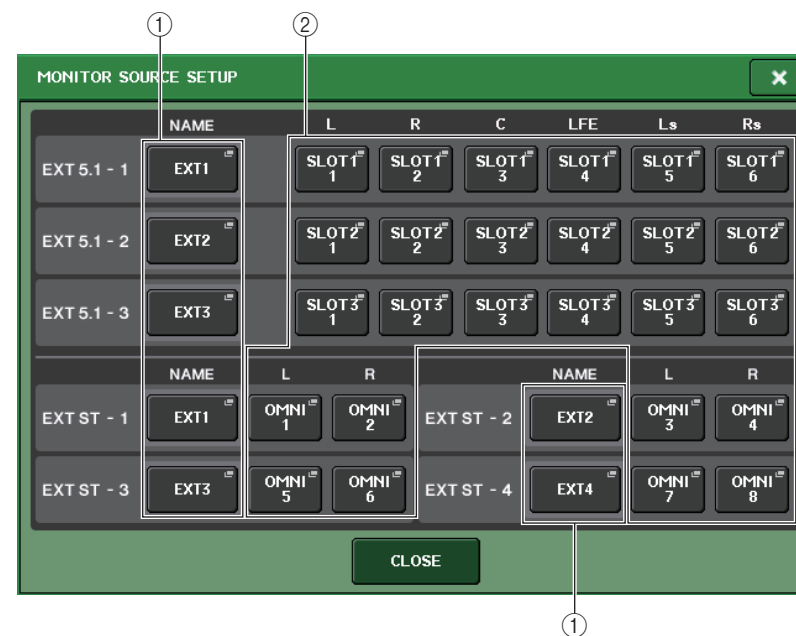 ① ②
MONITOR SOURCE SETUP ×
NAME L R C LFE Ls Rs
EXT 5.1 - 1 EXT1 SLOT1 1 SLOT1 2 SLOT1 3 SLOT1 4 SLOT1 5 SLOT1 6
EXT 5.1 - 2 EXT2 SLOT2 1 SLOT2 2 SLOT2 3 SLOT2 4 SLOT2 5 SLOT2 6
EXT 5.1 - 3 EXT3 SLOT3 1 SLOT3 2 SLOT3 3 SLOT3 4 SLOT3 5 SLOT3 6
NAME L R NAME L R
EXT ST - 1 EXT1 OMNI 1 OMNI 2 EXT ST - 2 EXT2 OMNI 3 OMNI 4
EXT ST - 3 EXT3 OMNI 5 OMNI 6 EXT ST - 4 EXT4 OMNI 7 OMNI 8
CLOSE
①